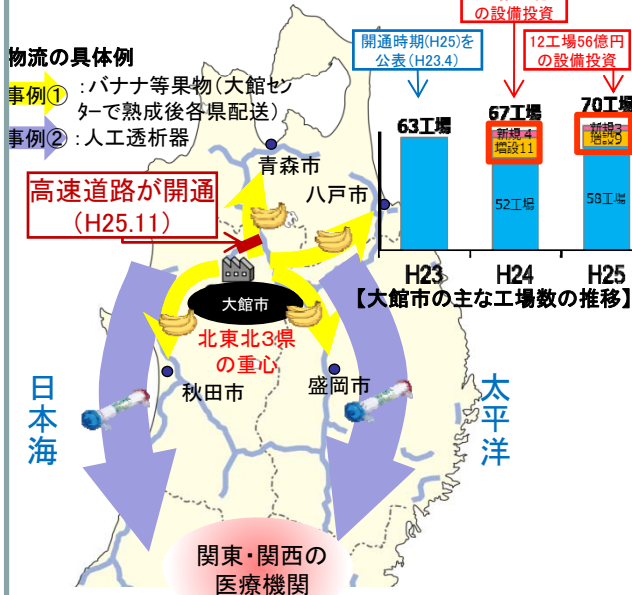 の設備投資
開通時期(H25)を
公表(H23.4)
12工場56億円
の設備投資
物流の具体例
事例① :バナナ等果物(大館セン
ターで熟成後各県配送)
事例② :人工透析器
63工場
67工場
70工場
新規 4
増設11
52工場
新規3
増設9
58工場
H23
H24
H25
【大館市の主な工場数の推移】
青森市
八戸市
高速道路が開通
(H25.11)
大館市
北東北3県
の重心
秋田市
盛岡市
日本海
太平洋
関東・関西の
医療機関